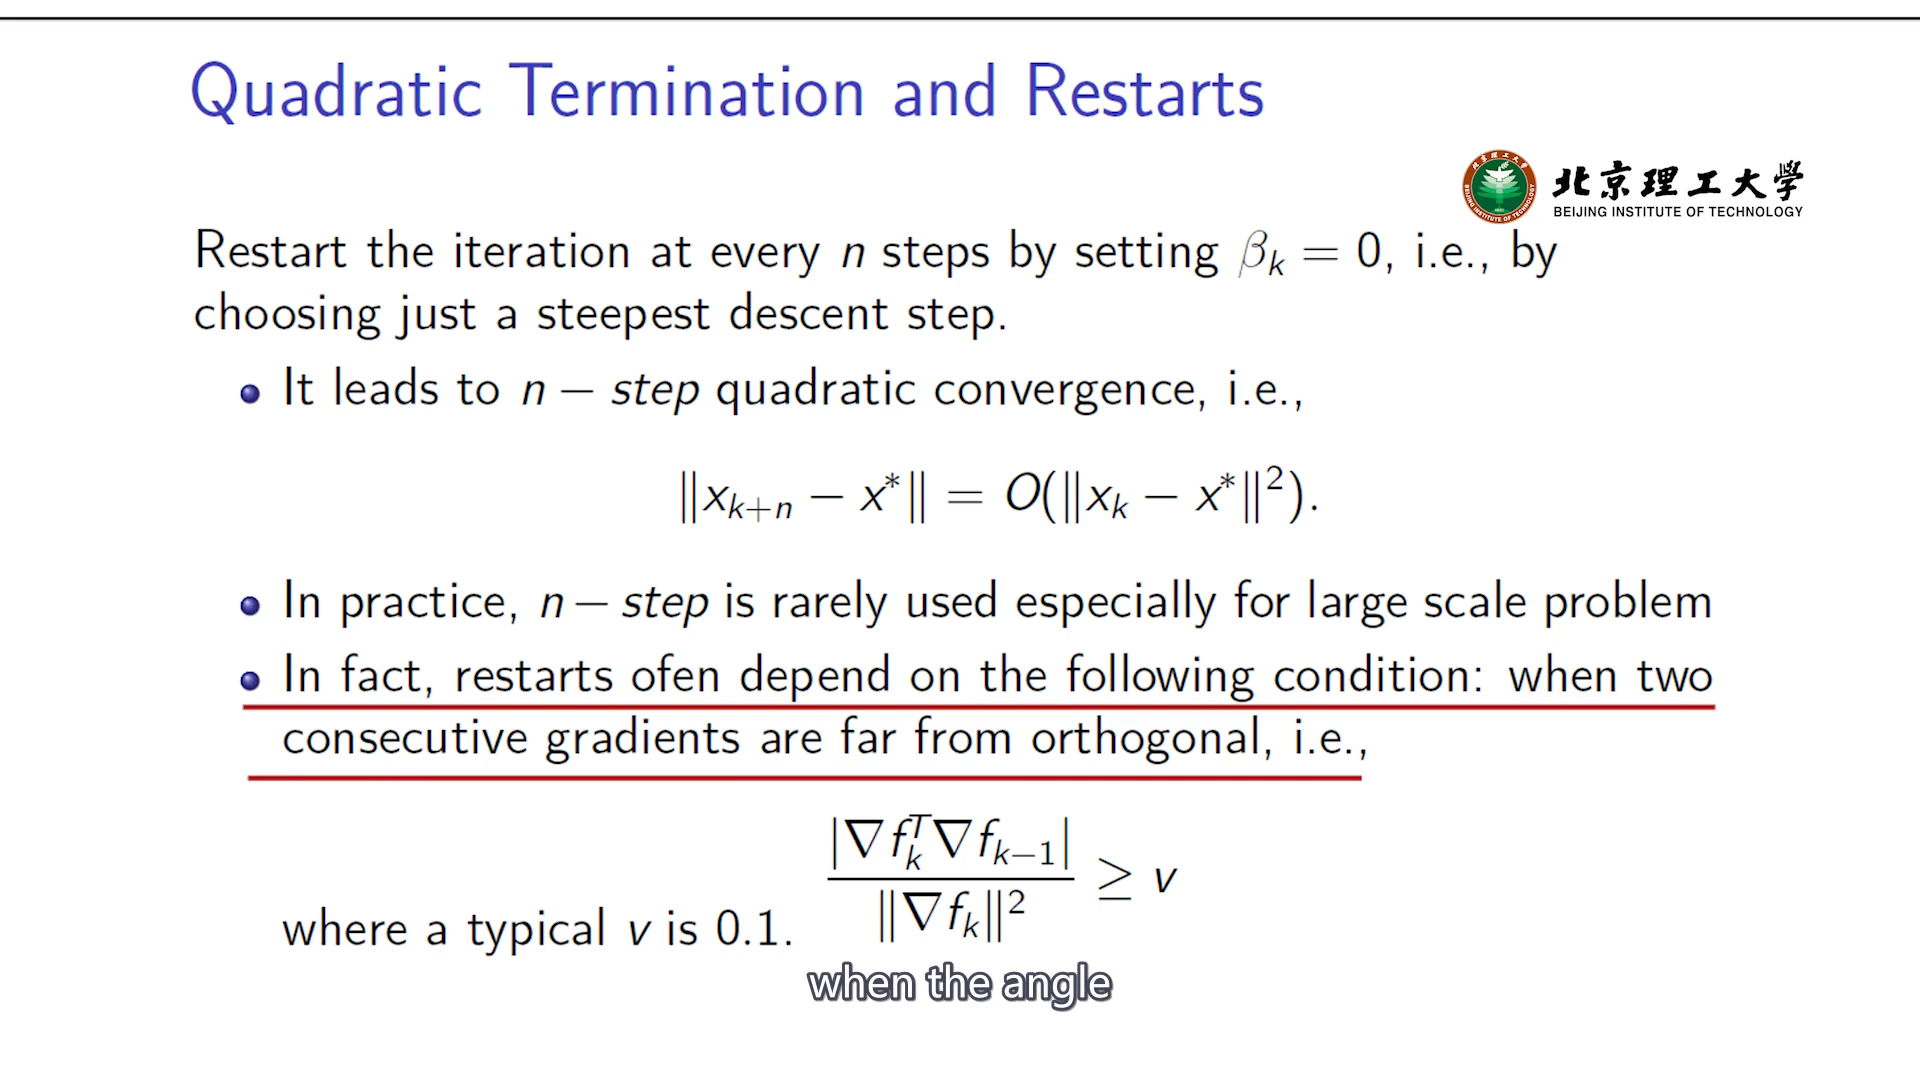 Quadratic Termination and Restarts
北京理工大学
BEIJING INSTITUTE OF TECHNOLOGY
Restart the iteration at every n steps by setting βₖ = 0, i.e., by
choosing just a steepest descent step.
It leads to n − step quadratic convergence, i.e.,
‖xₖ₊ₙ − x*‖ = O(‖xₖ − x*‖²).
In practice, n − step is rarely used especially for large scale problem
In fact, restarts ofen depend on the following condition: when two
consecutive gradients are far from orthogonal, i.e.,
|∇fₖᵀ∇fₖ₋₁| / ‖∇fₖ‖² ≥ v
where a typical v is 0.1.
when the angle